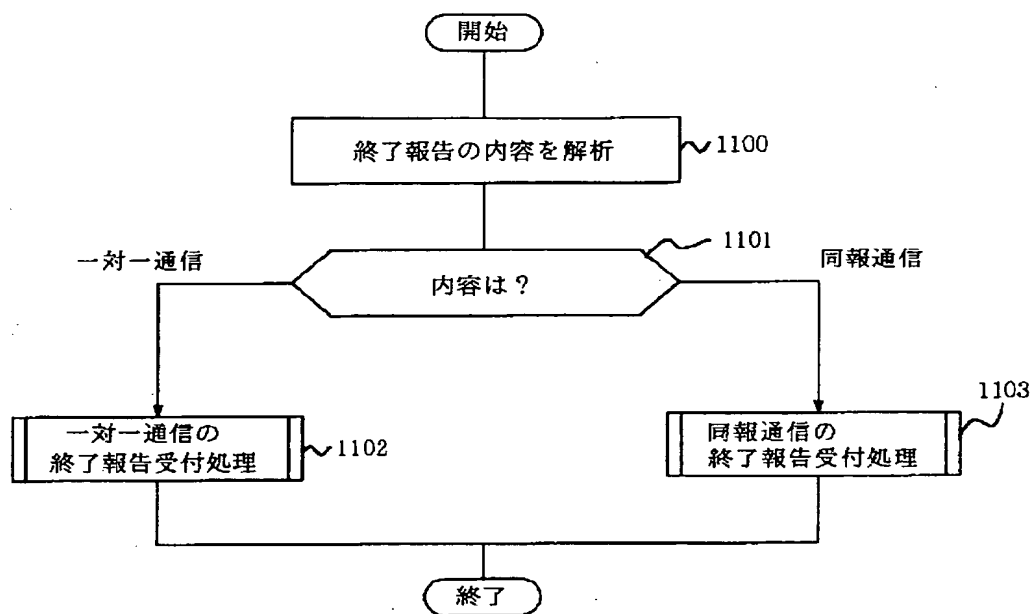 開始
終了報告の内容を解析
1100
1101
一対一通信
内容は？
同報通信
1103
一対一通信の
終了報告受付処理
1102
同報通信の
終了報告受付処理
終了